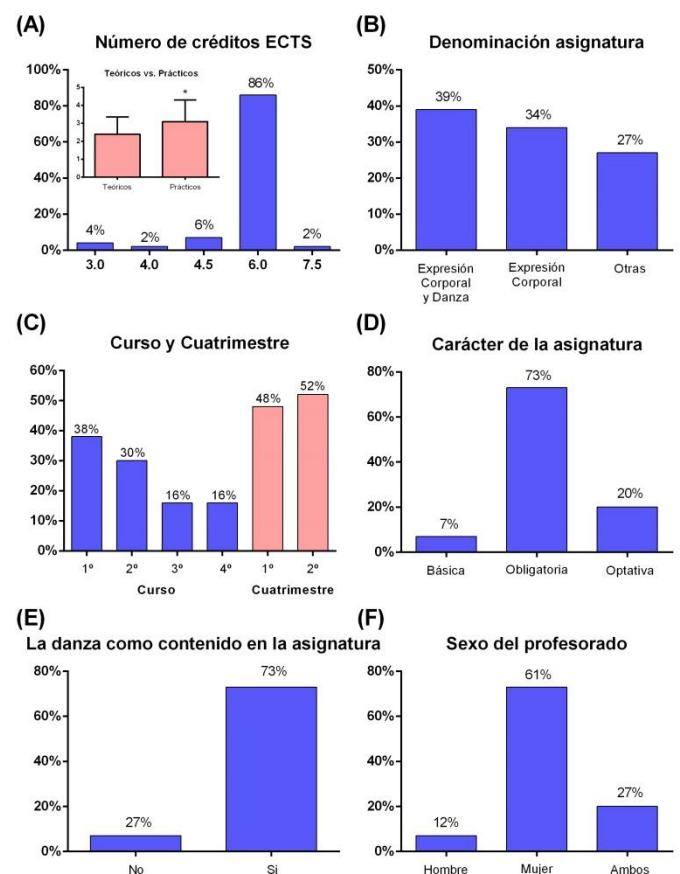 (A)
Número de créditos ECTS
100%
80%
60%
40%
20%
0%
Teóricos vs. Prácticos
5
4
3
2
1
0
*
Teóricos Prácticos
4% 2% 6% 86% 2%
3.0 4.0 4.5 6.0 7.5
(B)
Denominación asignatura
50%
40%
30%
20%
10%
0%
39% 34% 27%
Expresión Corporal y Danza
Expresión Corporal
Otras
(C)
Curso y Cuatrimestre
60%
50%
40%
30%
20%
10%
0%
38% 30% 16% 16% 48% 52%
1º 2º 3º 4º 1º 2º
Curso Cuatrimestre
(D)
Carácter de la asignatura
80%
60%
40%
20%
0%
7% 73% 20%
Básica Obligatoria Optativa
(E)
La danza como contenido en la asignatura
80%
60%
40%
20%
0%
27% 73%
No Si
(F)
Sexo del profesorado
80%
60%
40%
20%
0%
12% 61% 27%
Hombre Mujer Ambos